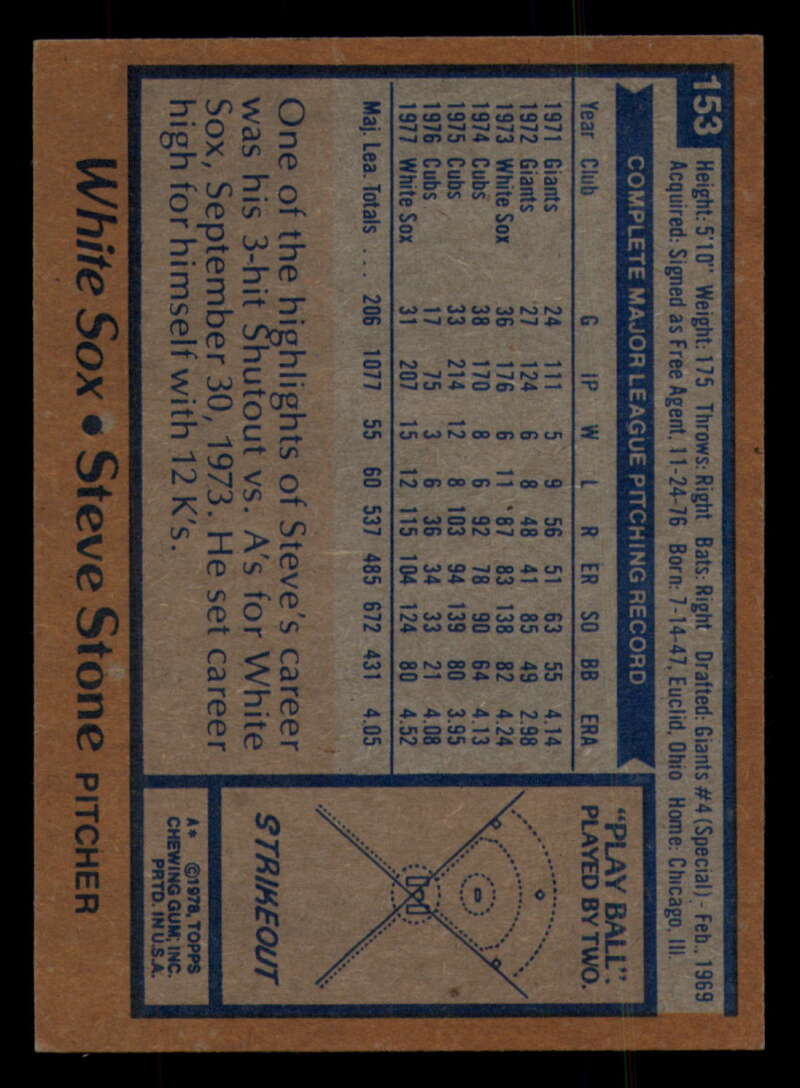 153
Height: 5'10" Weight: 175 Throws: Right Bats: Right Drafted: Giants #4 (Special) - Feb., 1969
Acquired: Signed as Free Agent, 11-24-76 Born: 7-14-47, Euclid, Ohio Home: Chicago, Ill.
COMPLETE MAJOR LEAGUE PITCHING RECORD
Year Club G IP W L R ER SO BB ERA
1971 Giants 24 111 5 9 56 51 63 55 4.14
1972 Giants 27 124 6 8 48 41 85 49 2.98
1973 White Sox 36 176 6 11 87 83 138 82 4.24
1974 Cubs 38 170 8 6 92 78 90 64 4.13
1975 Cubs 33 214 12 8 103 94 139 80 3.95
1976 Cubs 17 75 3 6 36 34 33 21 4.08
1977 White Sox 31 207 15 12 115 104 124 80 4.52
Maj. Lea. Totals . . . 206 1077 55 60 537 485 672 431 4.05
One of the highlights of Steve's career
was his 3-hit Shutout vs. A's for White
Sox, September 30, 1973. He set career
high for himself with 12 K's.
"PLAY BALL":
PLAYED BY TWO.
STRIKEOUT
A* ©1978, TOPPS
CHEWING GUM, INC.
PRTD. IN U.S.A.
White Sox • Steve Stone PITCHER